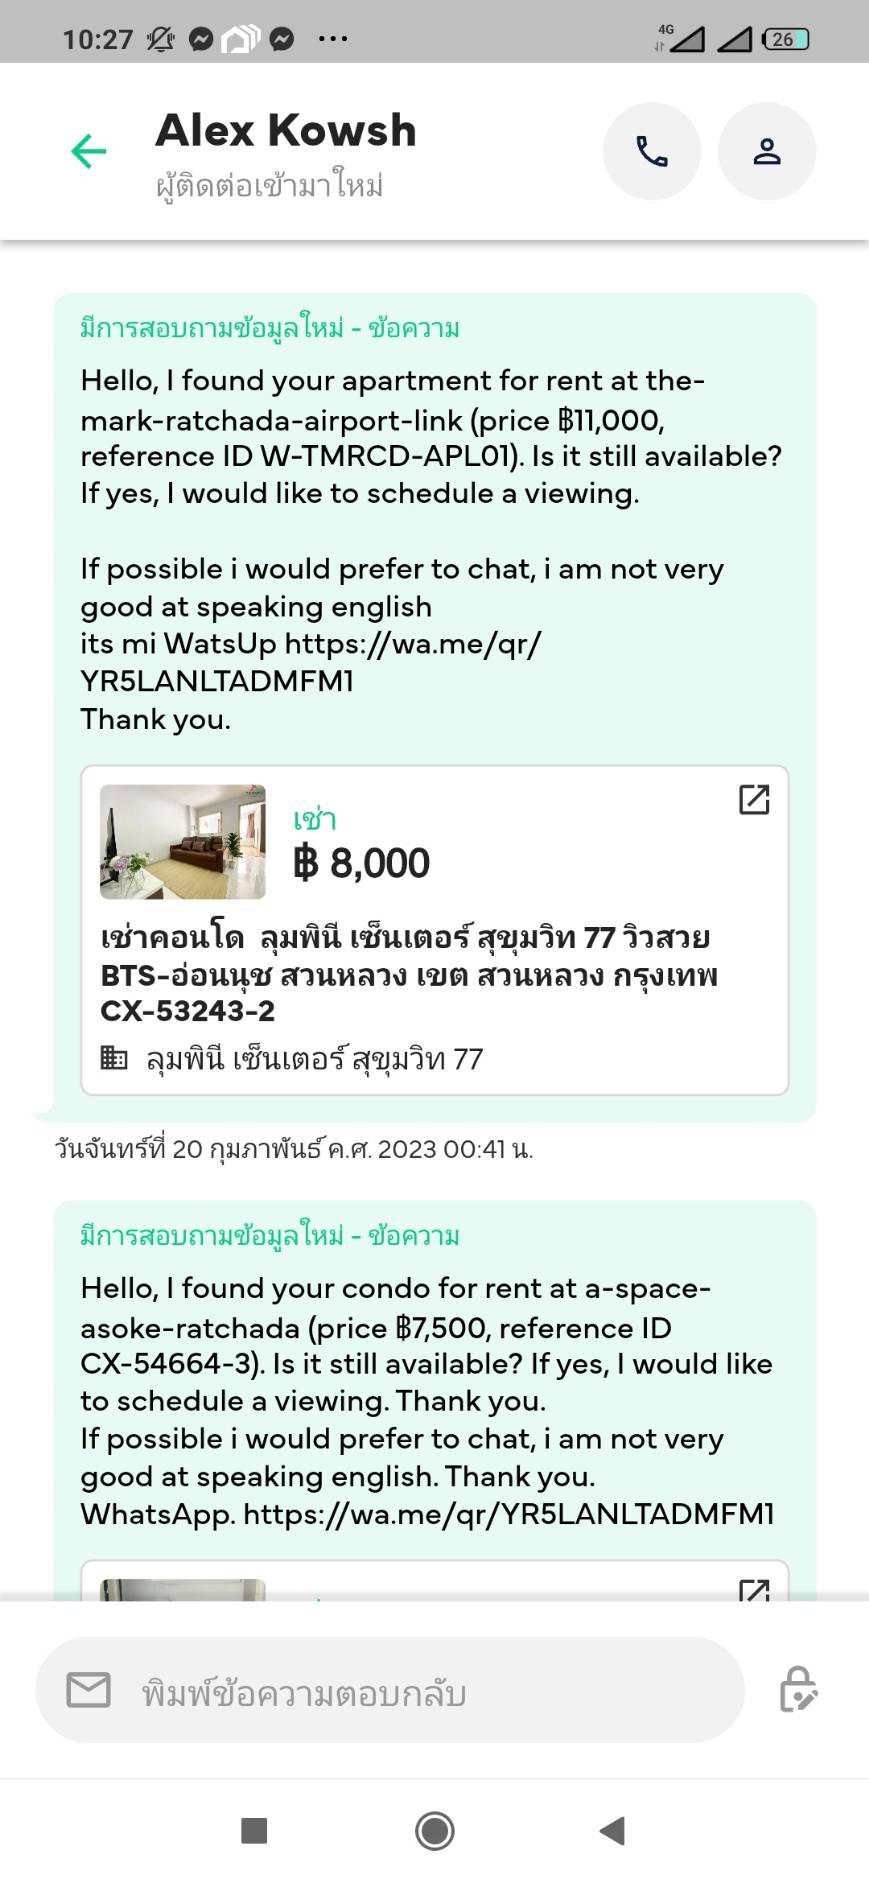 10:27
4G
26
Alex Kowsh
ผู้ติดต่อเข้ามาใหม่
มีการสอบถามข้อมูลใหม่ - ข้อความ
Hello, I found your apartment for rent at the-
mark-ratchada-airport-link (price ฿11,000,
reference ID W-TMRCD-APL01). Is it still available?
If yes, I would like to schedule a viewing.
If possible i would prefer to chat, i am not very
good at speaking english
its mi WatsUp https://wa.me/qr/
YR5LANLTADMFM1
Thank you.
เช่า
฿ 8,000
เช่าคอนโด ลุมพินี เซ็นเตอร์ สุขุมวิท 77 วิวสวย
BTS-อ่อนนุช สวนหลวง เขต สวนหลวง กรุงเทพ
CX-53243-2
ลุมพินี เซ็นเตอร์ สุขุมวิท 77
วันจันทร์ที่ 20 กุมภาพันธ์ ค.ศ. 2023 00:41 น.
มีการสอบถามข้อมูลใหม่ - ข้อความ
Hello, I found your condo for rent at a-space-
asoke-ratchada (price ฿7,500, reference ID
CX-54664-3). Is it still available? If yes, I would like
to schedule a viewing. Thank you.
If possible i would prefer to chat, i am not very
good at speaking english. Thank you.
WhatsApp. https://wa.me/qr/YR5LANLTADMFM1
พิมพ์ข้อความตอบกลับ